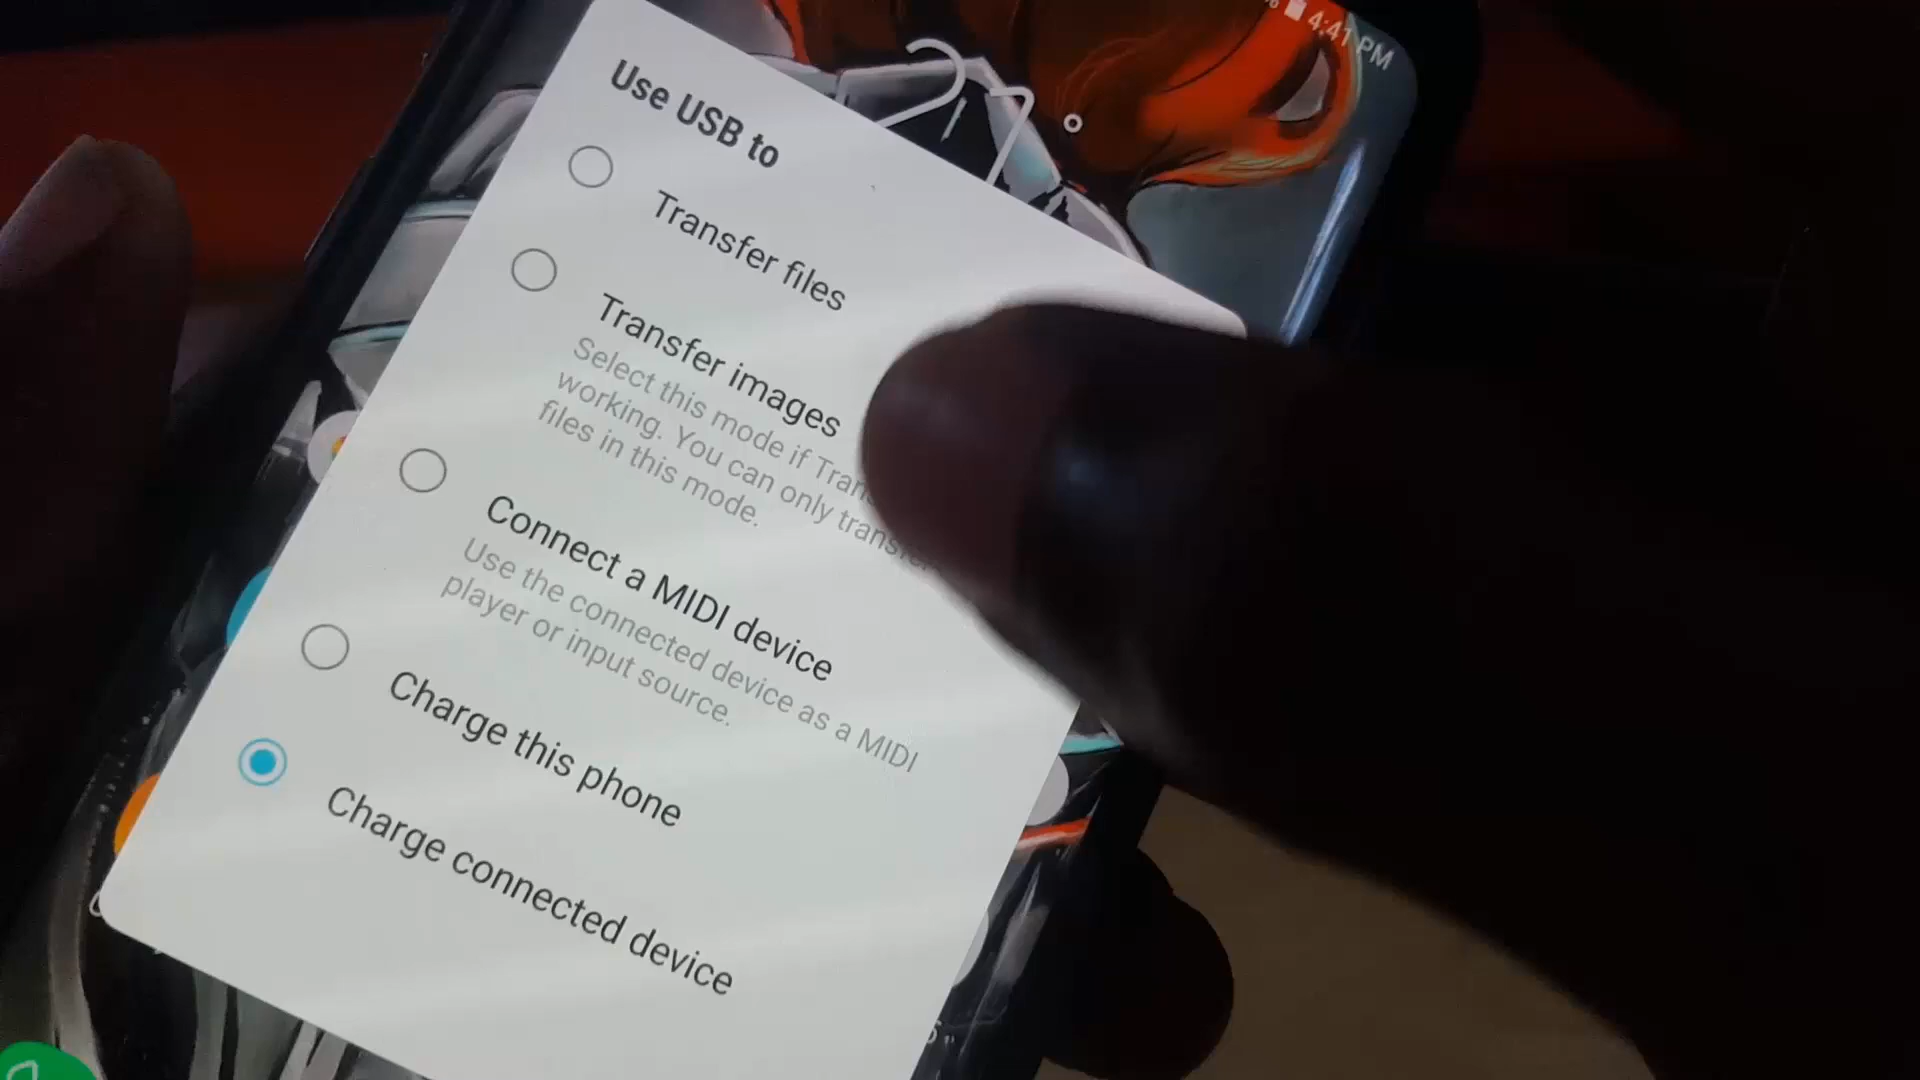 4:41 PM
Use USB to
Transfer files
Transfer images
Select this mode if
working. You can only
files in this mode.
Connect a MIDI device
Use the connected device as a MIDI
player or input source.
Charge this phone
Charge connected device